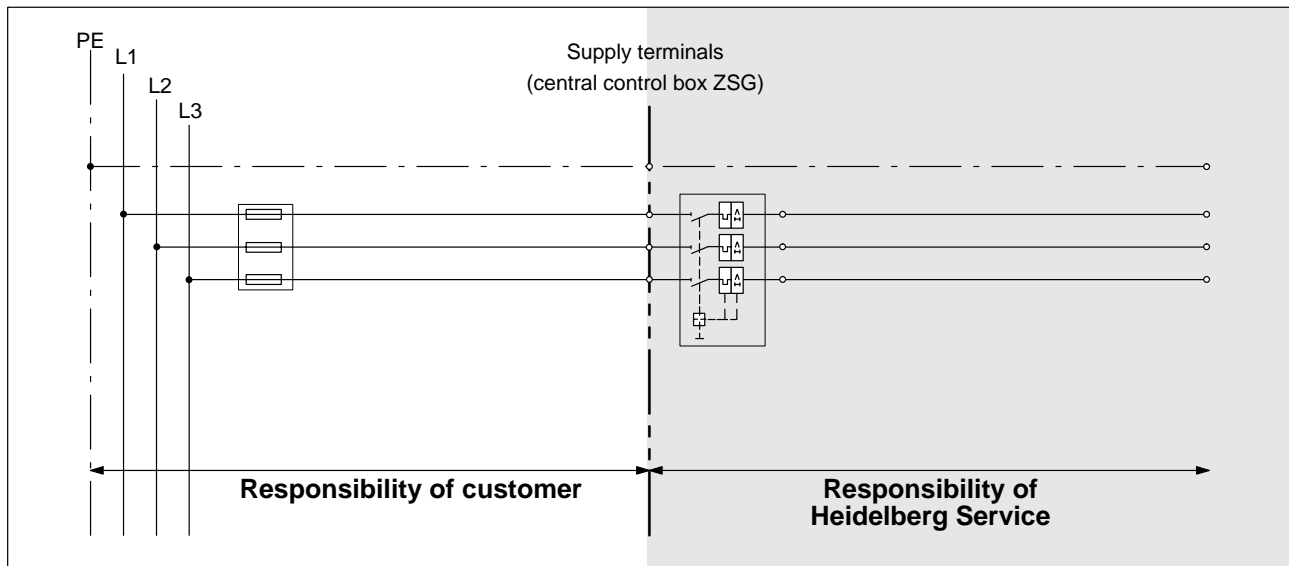 PE
L1
L2
L3
Supply terminals
(central control box ZSG)
Responsibility of customer
Responsibility of
Heidelberg Service